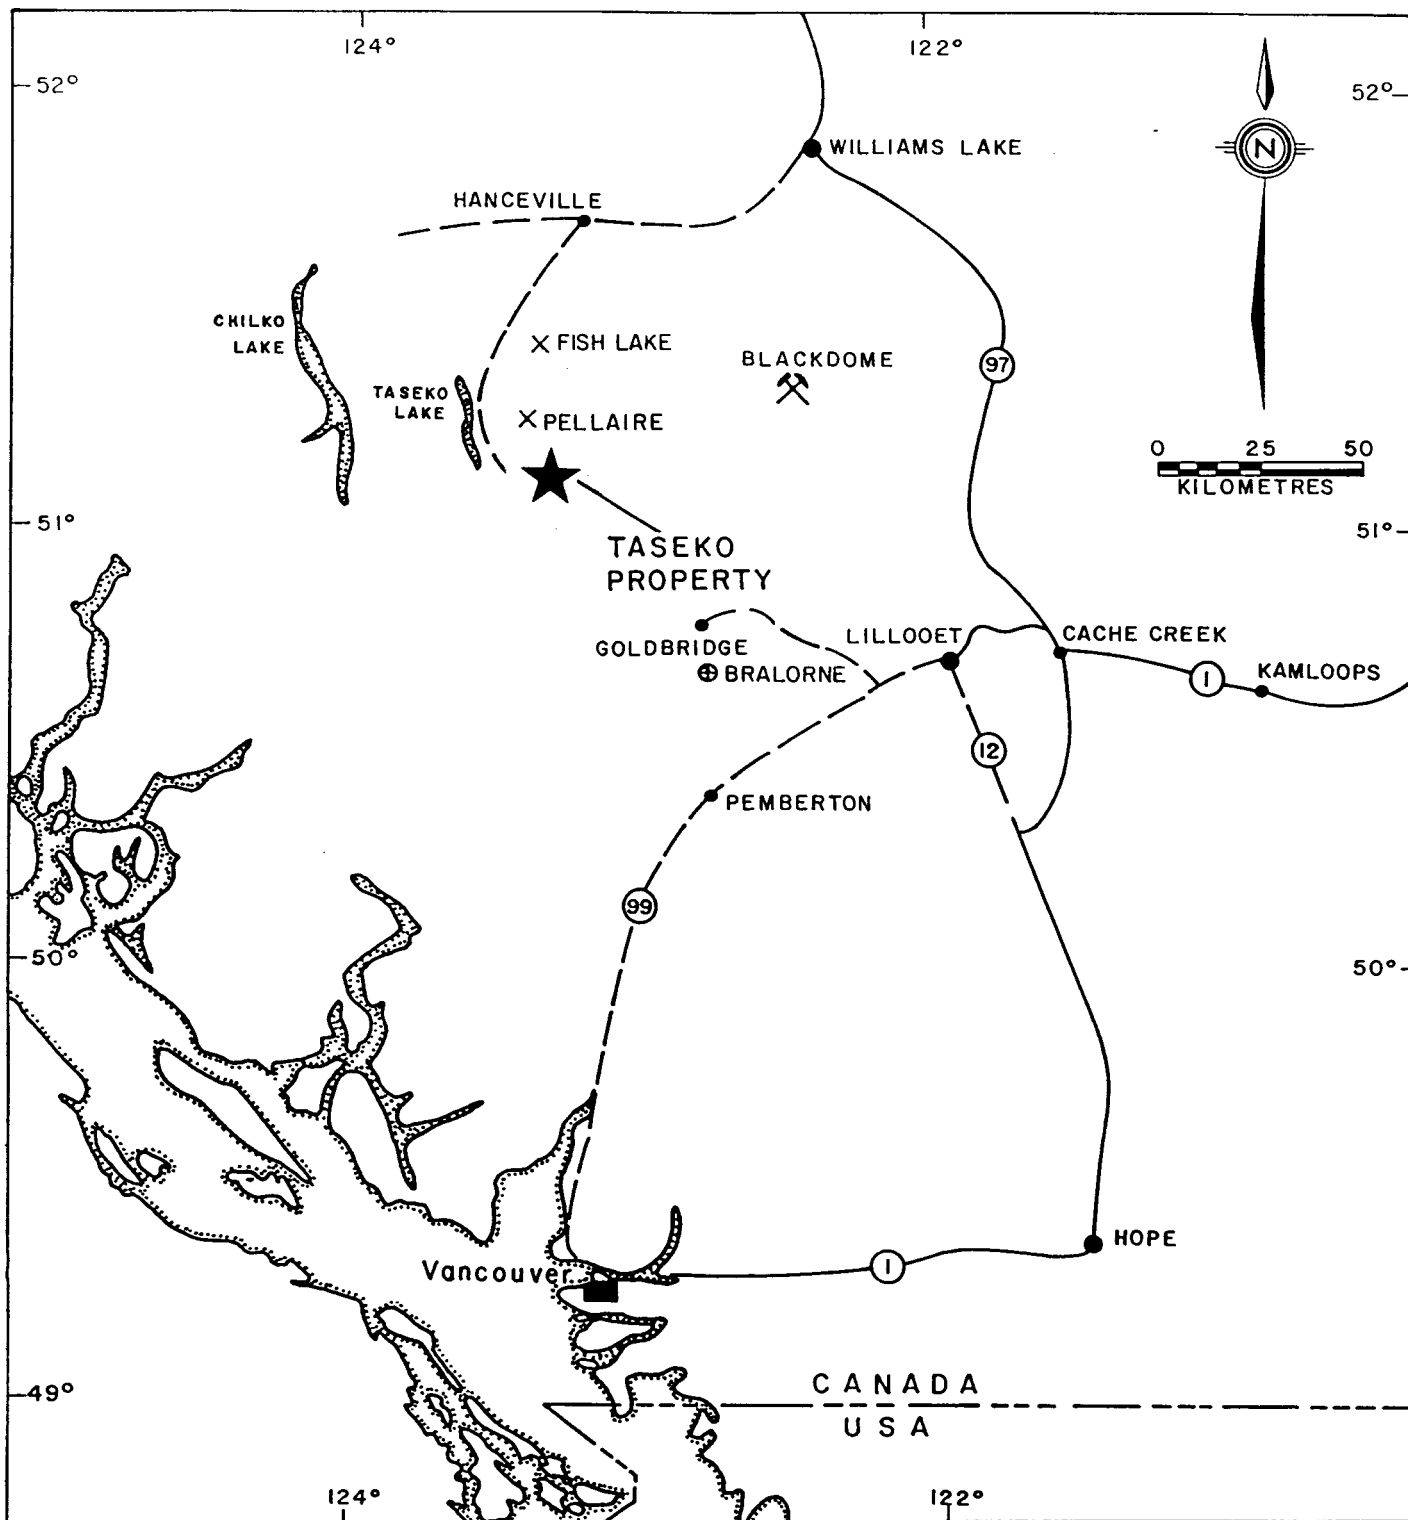 124°
122°
52°
52°
WILLIAMS LAKE
N
HANCEVILLE
CHILKO
LAKE
FISH LAKE
BLACKDOME
97
TASEKO
LAKE
PELLAIRE
0 25 50
KILOMETRES
51°
51°
TASEKO
PROPERTY
GOLDBRIDGE
BRALORNE
LILLOOET
CACHE CREEK
KAMLOOPS
1
12
PEMBERTON
99
50°
50°
HOPE
Vancouver
1
49°
CANADA
USA
124°
122°